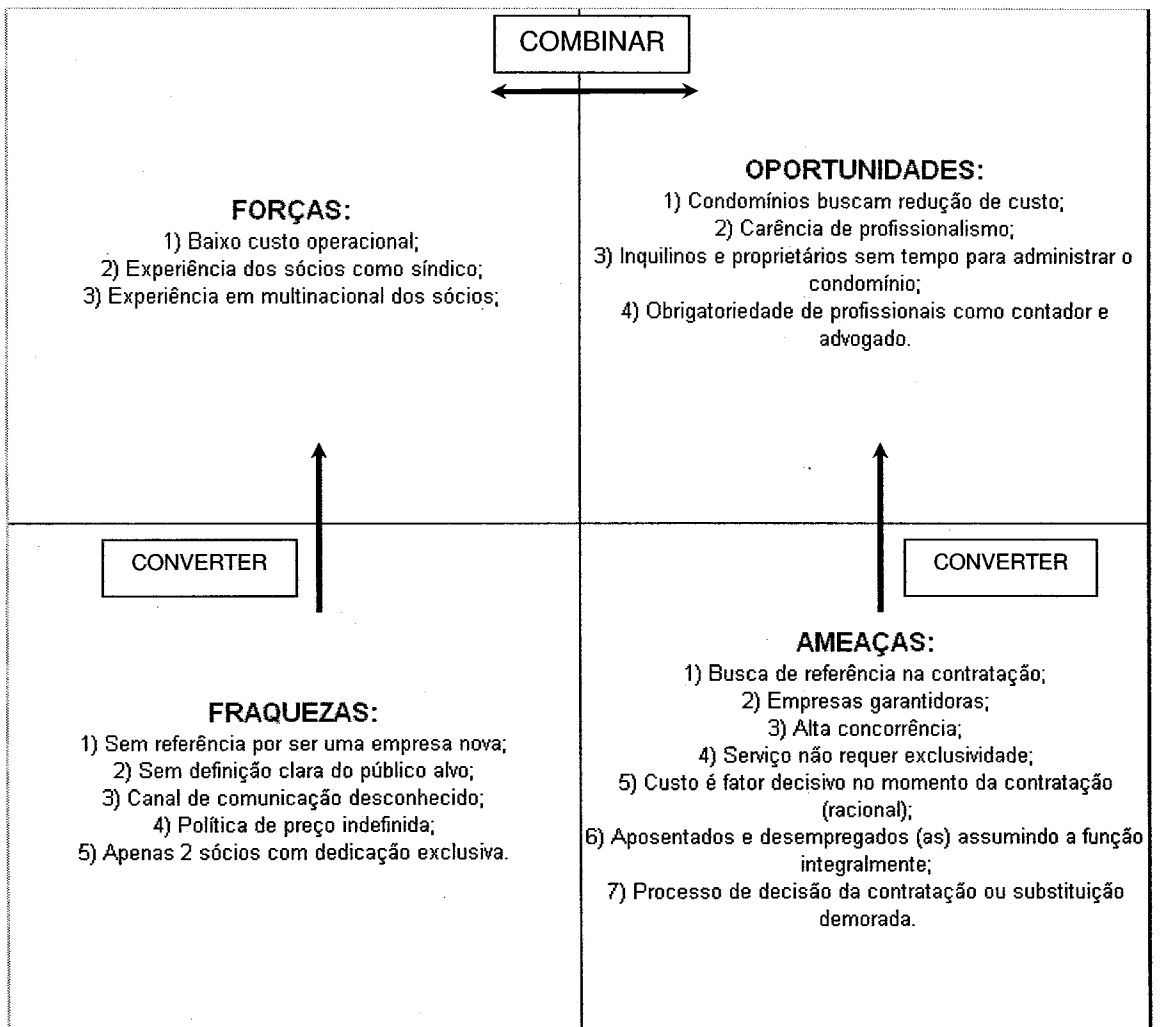 COMBINAR
FORÇAS:
1) Baixo custo operacional;
2) Experiência dos sócios como síndico;
3) Experiência em multinacional dos sócios;
OPORTUNIDADES:
1) Condomínios buscam redução de custo;
2) Carência de profissionalismo;
3) Inquilinos e proprietários sem tempo para administrar o
condomínio;
4) Obrigatoriedade de profissionais como contador e
advogado.
CONVERTER
CONVERTER
FRAQUEZAS:
1) Sem referência por ser uma empresa nova;
2) Sem definição clara do público alvo;
3) Canal de comunicação desconhecido;
4) Política de preço indefinida;
5) Apenas 2 sócios com dedicação exclusiva.
AMEAÇAS:
1) Busca de referência na contratação;
2) Empresas garantidoras;
3) Alta concorrência;
4) Serviço não requer exclusividade;
5) Custo é fator decisivo no momento da contratação
(racional);
6) Aposentados e desempregados (as) assumindo a função
integralmente;
7) Processo de decisão da contratação ou substituição
demorada.